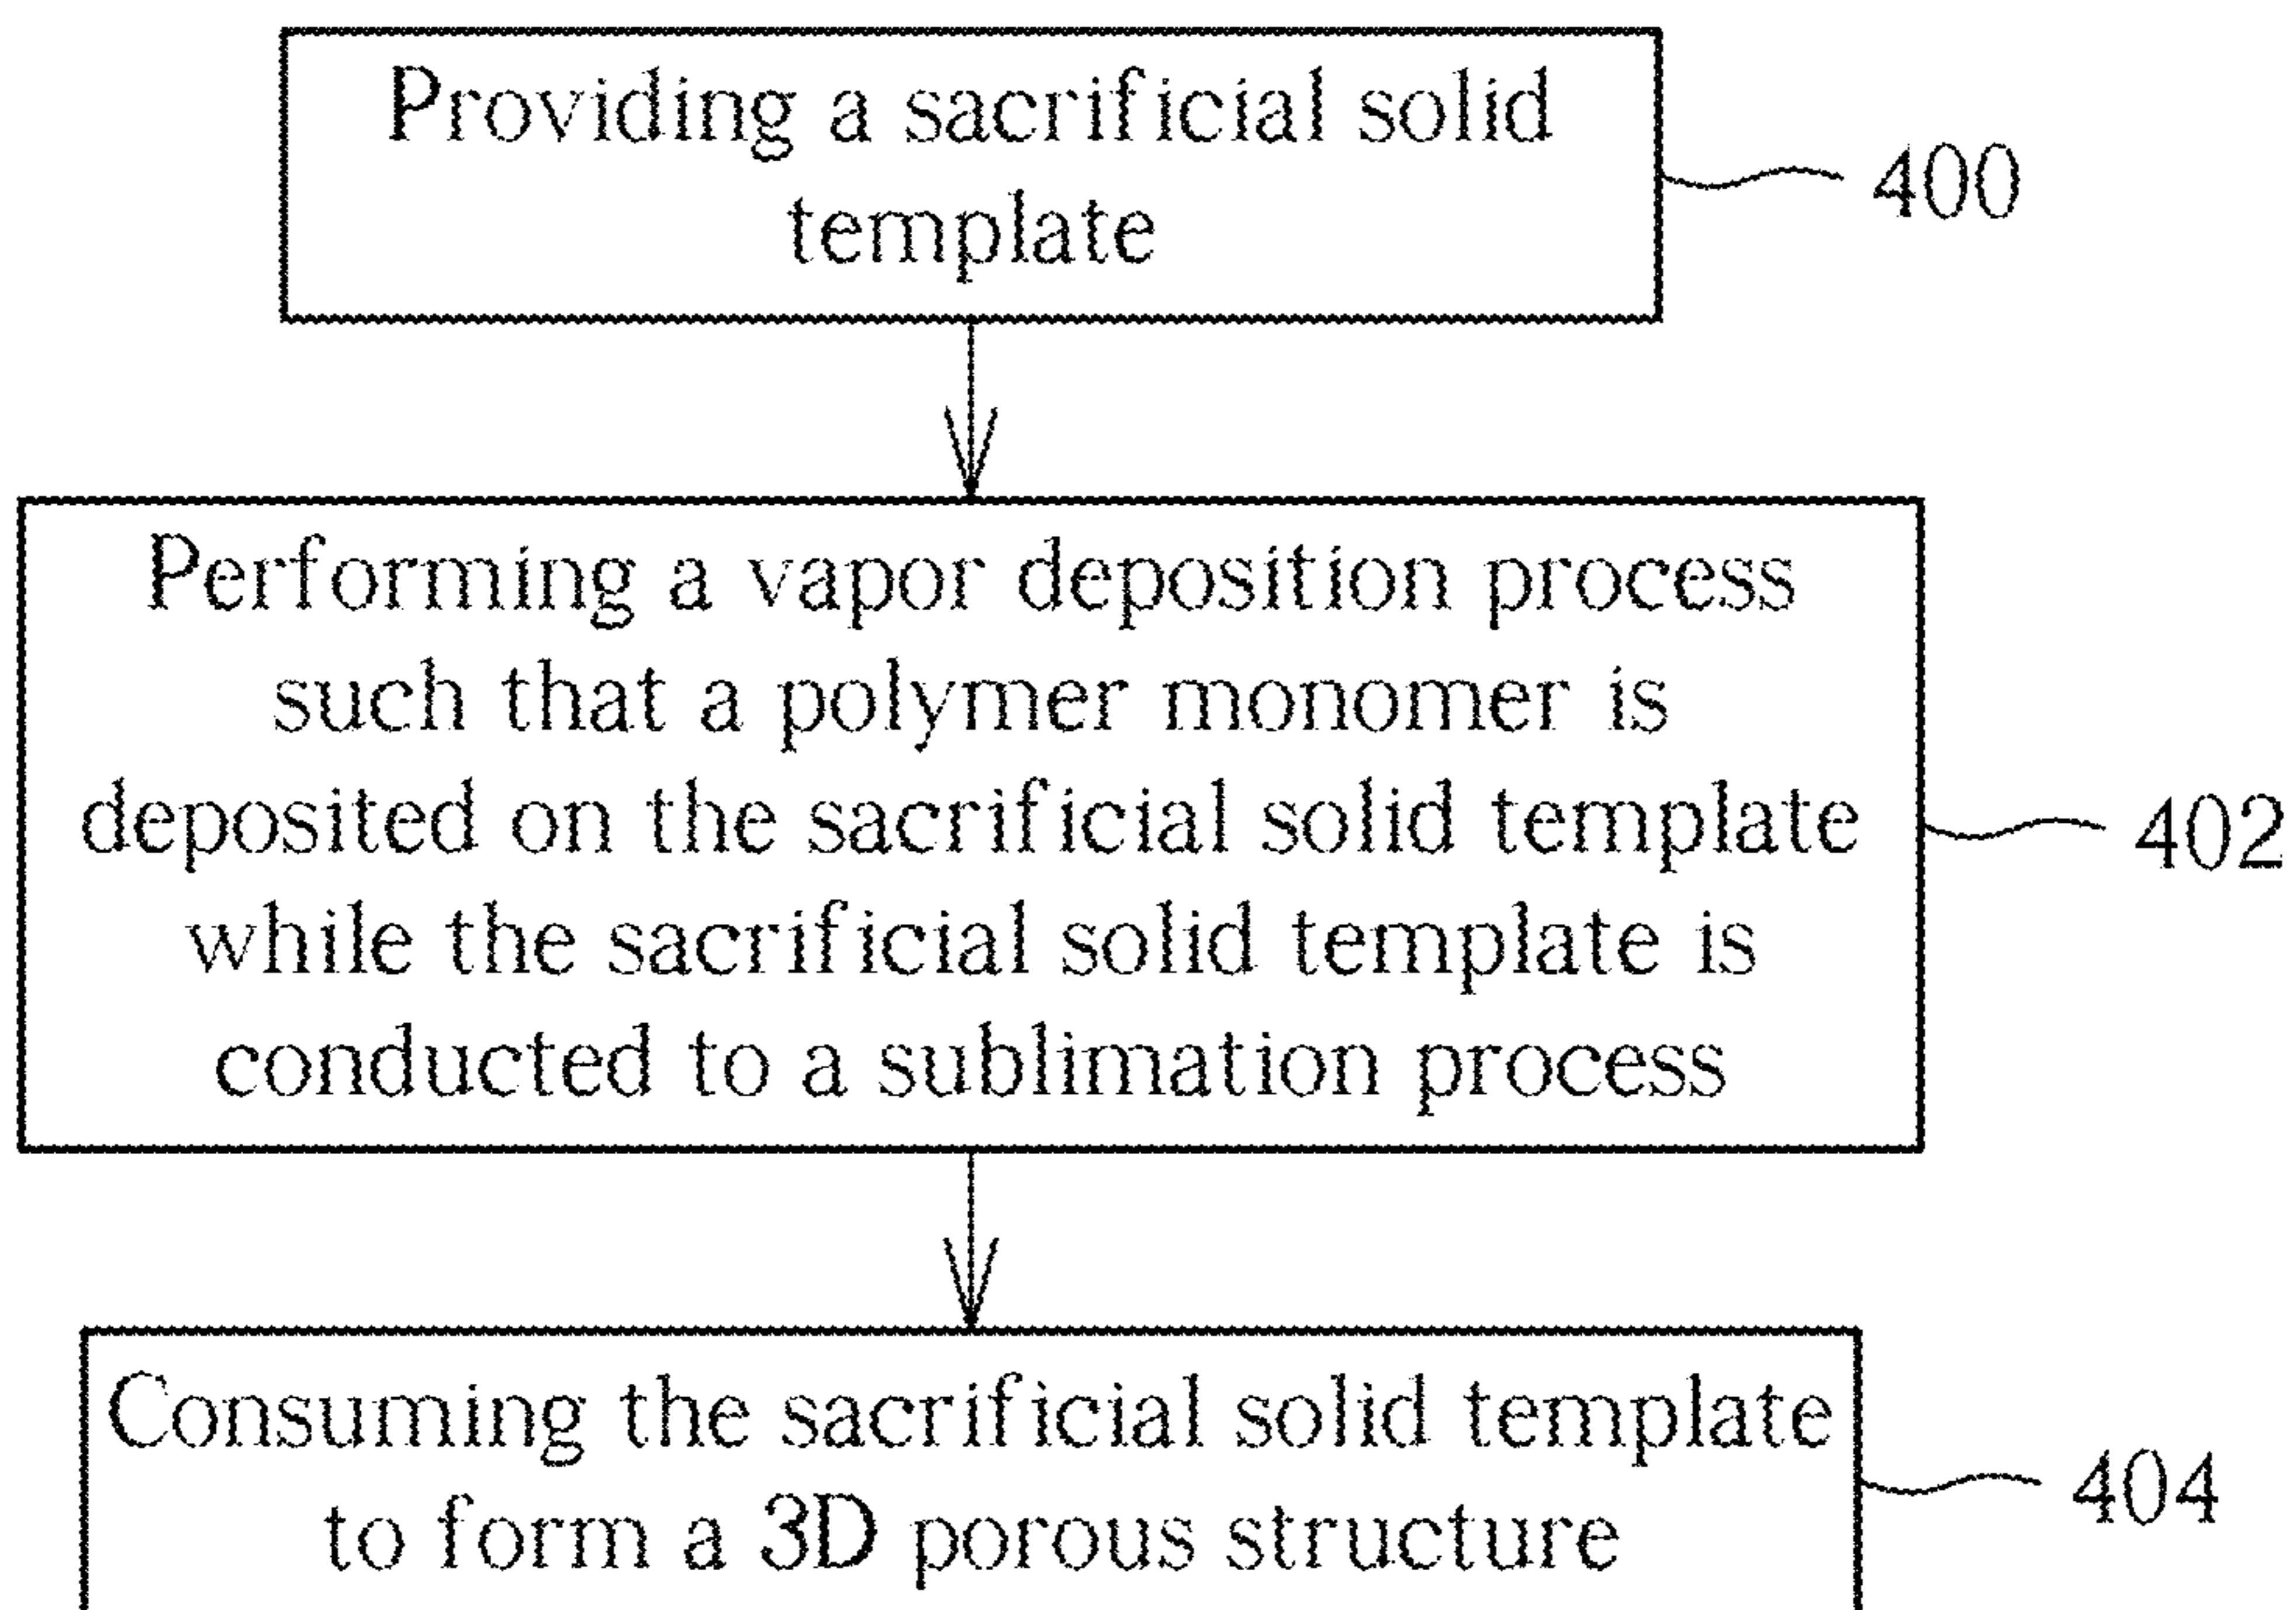 Providing a sacrificial solid
template
400
Performing a vapor deposition process
such that a polymer monomer is
deposited on the sacrificial solid template
while the sacrificial solid template is
conducted to a sublimation process
402
Consuming the sacrificial solid template
to form a 3D porous structure
404